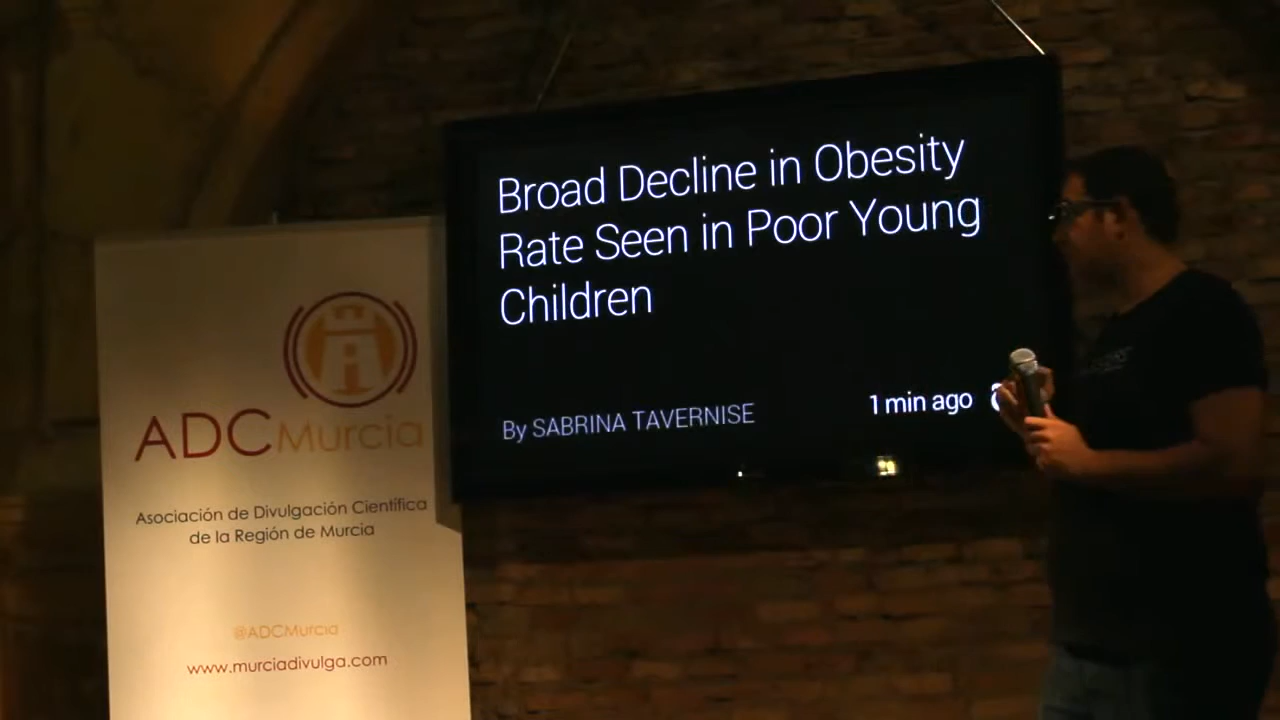 Broad Decline in Obesity
Rate Seen in Poor Young
Children
By SABRINA TAVERNISE
1 min ago
ADCMurcia
Asociación de Divulgación Científica
de la Región de Murcia
@ADCMurcia
www.murciadivulga.com